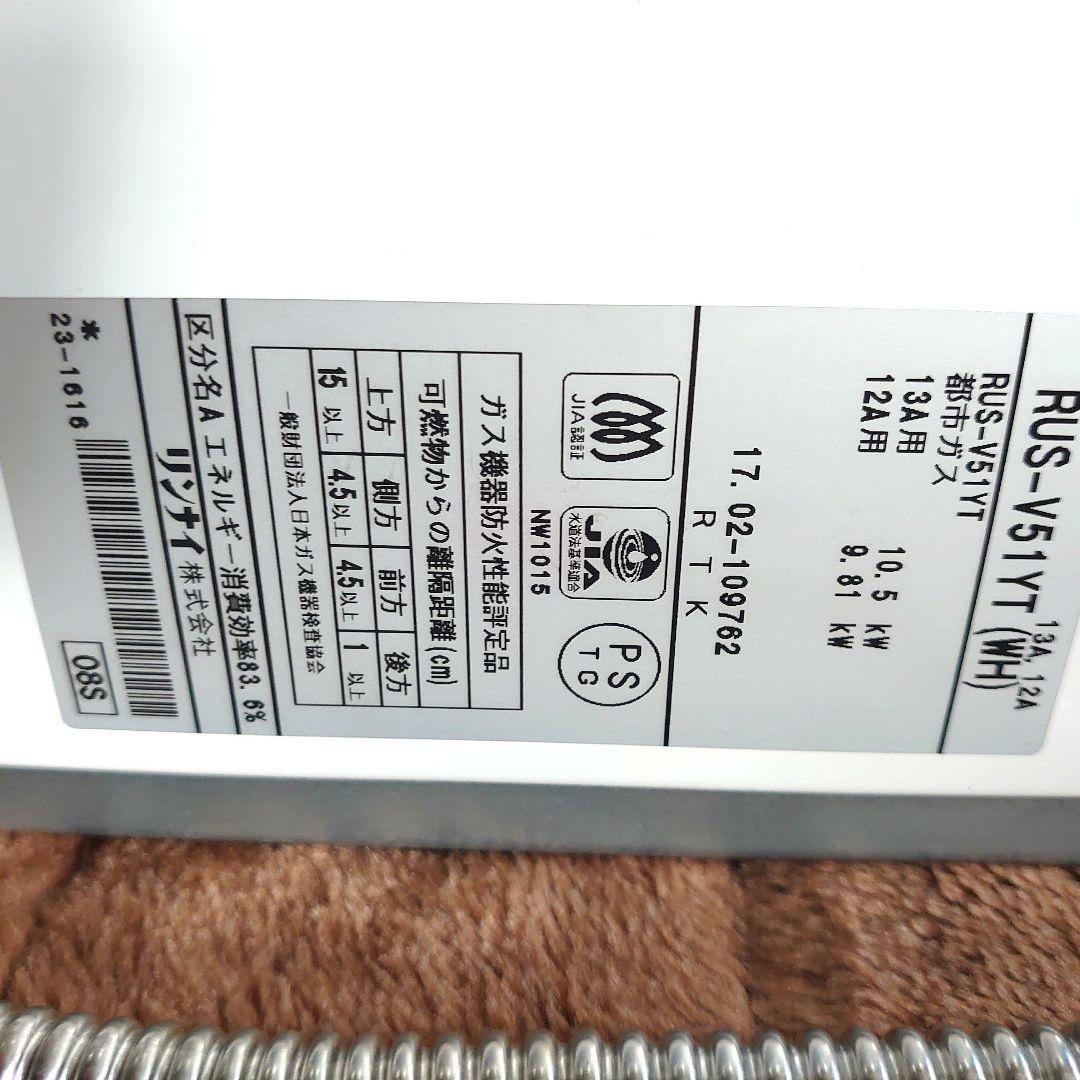 RUS-V51YT(WH)
13A, 12A
RUS-V51YT
都市ガス
13A用 10.5 kW
12A用 9.81 kW
17.02-109762
R T K
JIA認証
JIA
水道法基準適合
PS
TG
NW1015
ガス機器防火性能評定品
可燃物からの離隔距離(cm)
上方 側方 前方 後方
15以上 4.5以上 4.5以上 1以上
一般財団法人日本ガス機器検査協会
区分名A エネルギー消費効率83.6%
リンナイ株式会社
*
23-1616
08S